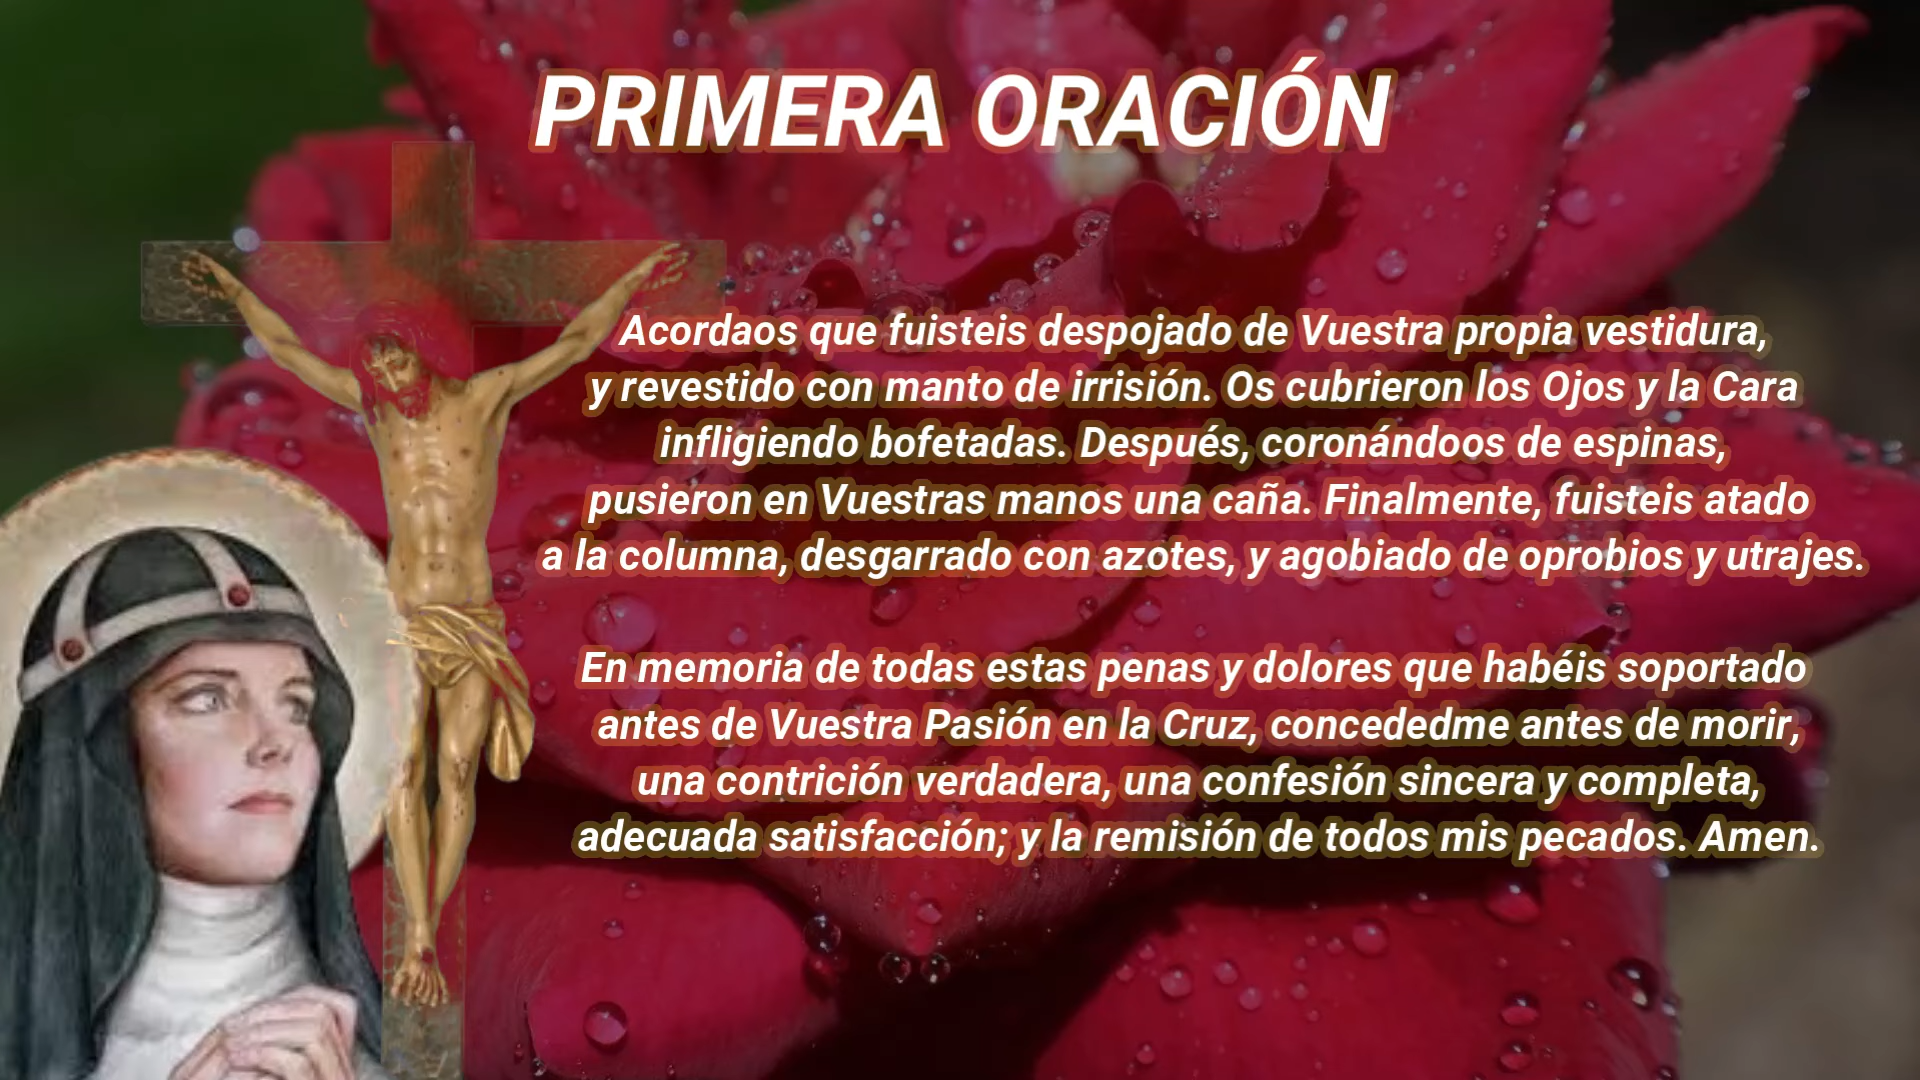 PRIMERA ORACIÓN
Acordaos que fuisteis despojado de Vuestra propia vestidura,
y revestido con manto de irrisión. Os cubrieron los Ojos y la Cara
infligiendo bofetadas. Después, coronándoos de espinas,
pusieron en Vuestras manos una caña. Finalmente, fuisteis atado
a la columna, desgarrado con azotes, y agobiado de oprobios y utrajes.
En memoria de todas estas penas y dolores que habéis soportado
antes de Vuestra Pasión en la Cruz, concededme antes de morir,
una contrición verdadera, una confesión sincera y completa,
adecuada satisfacción; y la remisión de todos mis pecados. Amen.